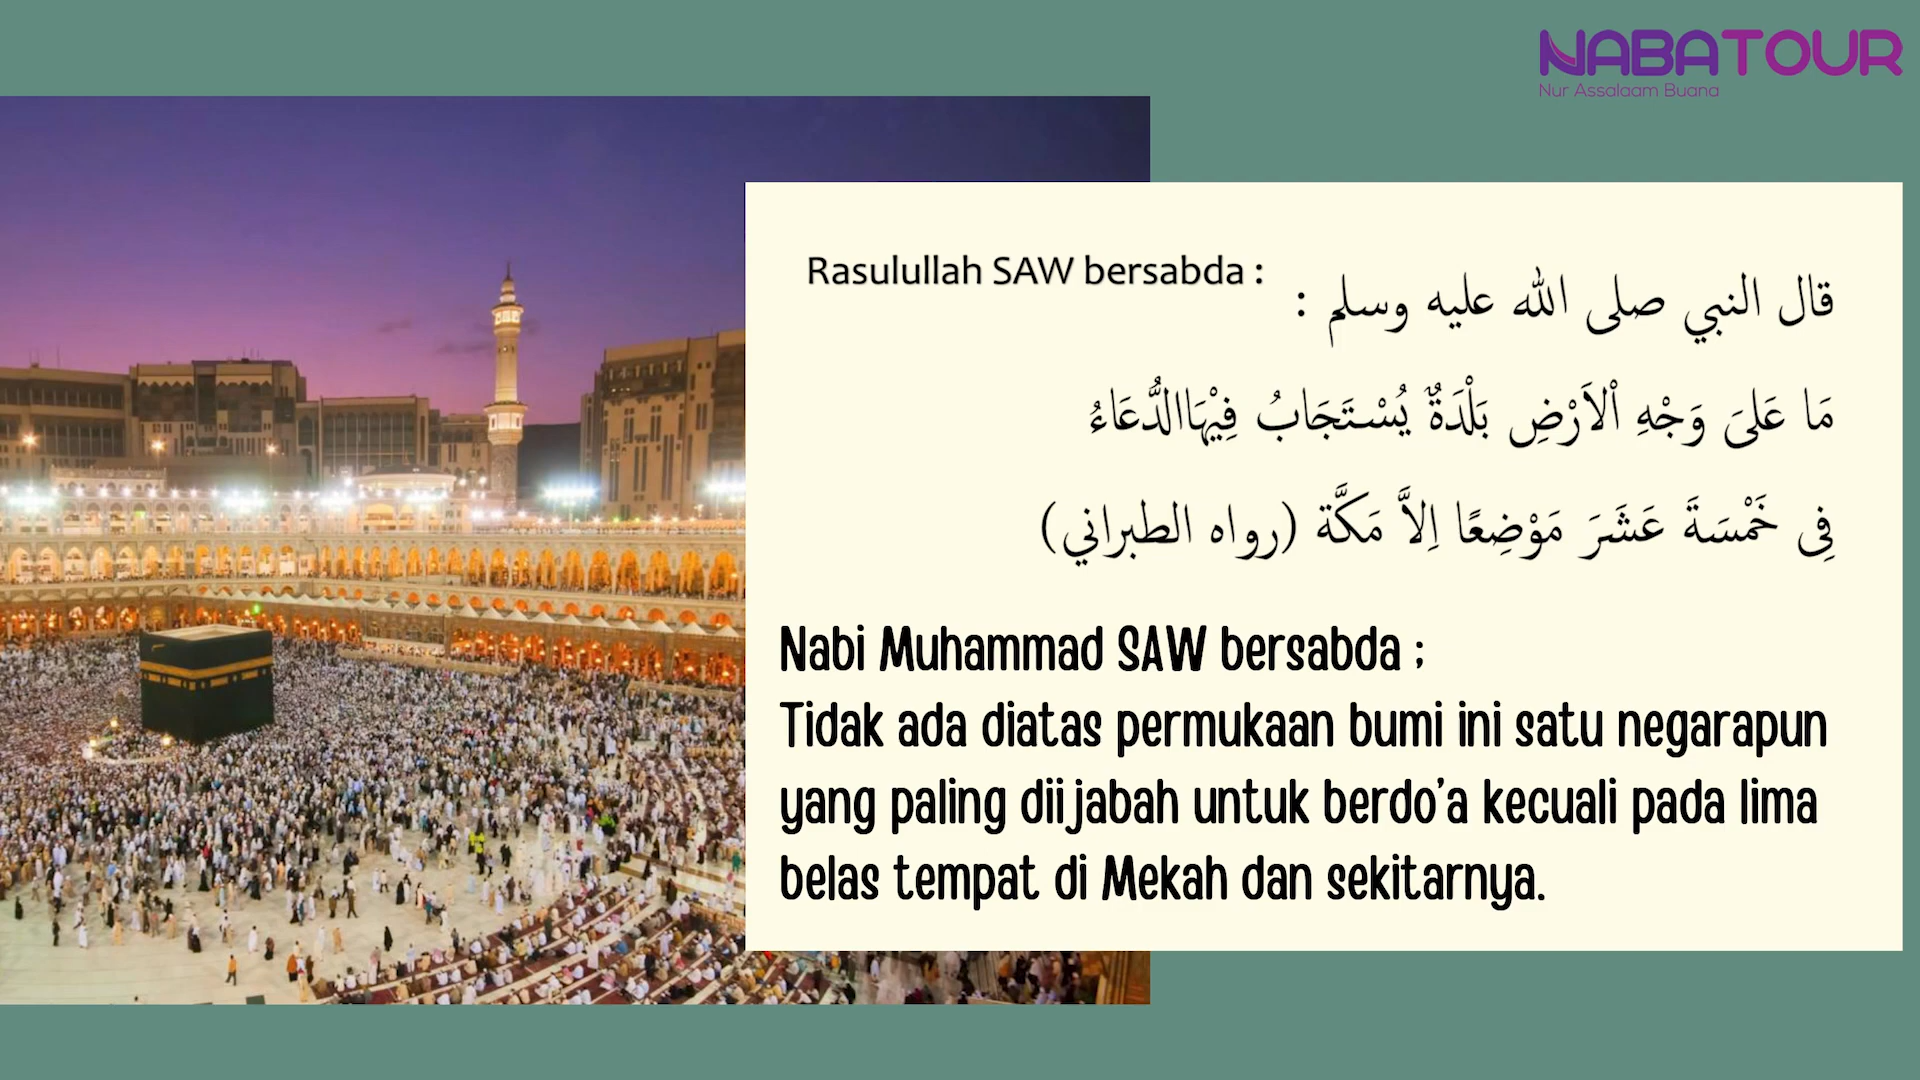 NABATOUR
Nur Assalaam Buana
Rasulullah SAW bersabda :
قال النبي صلى الله عليه وسلم :
مَا عَلىَ وَجْهِ اْلاَرْضِ بَلْدَةٌ يُسْتَجَابُ فِيْهَاالدُّعَاءُ
فِى خَمْسَةَ عَشَرَ مَوْضِعًا اِلاَّ مَكَّة (رواه الطبراني)
Nabi Muhammad SAW bersabda ;
Tidak ada diatas permukaan bumi ini satu negarapun
yang paling diijabah untuk berdo'a kecuali pada lima
belas tempat di Mekah dan sekitarnya.